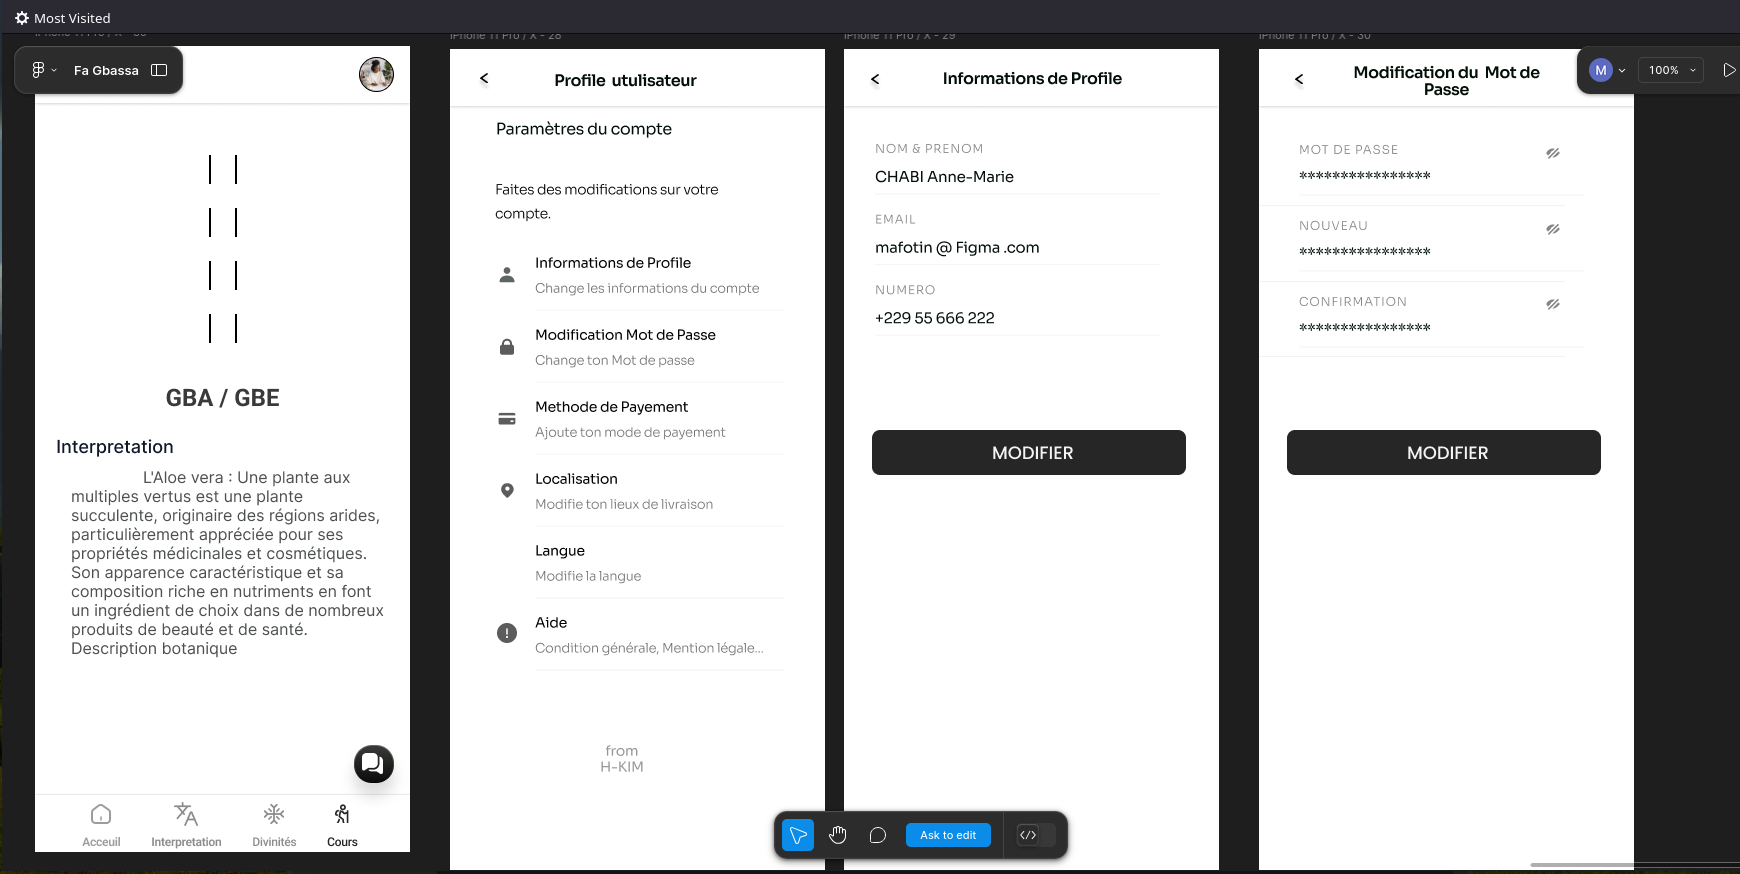 Most Visited
iPhone 11 Pro / X - 28
iPhone 11 Pro / X - 29
iPhone 11 Pro / X - 30
Fa Gbassa
M
100%
GBA / GBE
Interpretation
L'Aloe vera : Une plante aux
multiples vertus est une plante
succulente, originaire des régions arides,
particulièrement appréciée pour ses
propriétés médicinales et cosmétiques.
Son apparence caractéristique et sa
composition riche en nutriments en font
un ingrédient de choix dans de nombreux
produits de beauté et de santé.
Description botanique
Acceuil
Interpretation
Divinités
Cours
<
Profile utulisateur
Paramètres du compte
Faites des modifications sur votre
compte.
Informations de Profile
Change les informations du compte
Modification Mot de Passe
Change ton Mot de passe
Methode de Payement
Ajoute ton mode de payement
Localisation
Modifie ton lieux de livraison
Langue
Modifie la langue
Aide
Condition générale, Mention légale...
from
H-KIM
<
Informations de Profile
NOM & PRENOM
CHABI Anne-Marie
EMAIL
mafotin @ Figma .com
NUMERO
+229 55 666 222
MODIFIER
<
Modification du Mot de
Passe
MOT DE PASSE
****************
NOUVEAU
****************
CONFIRMATION
****************
MODIFIER
Ask to edit